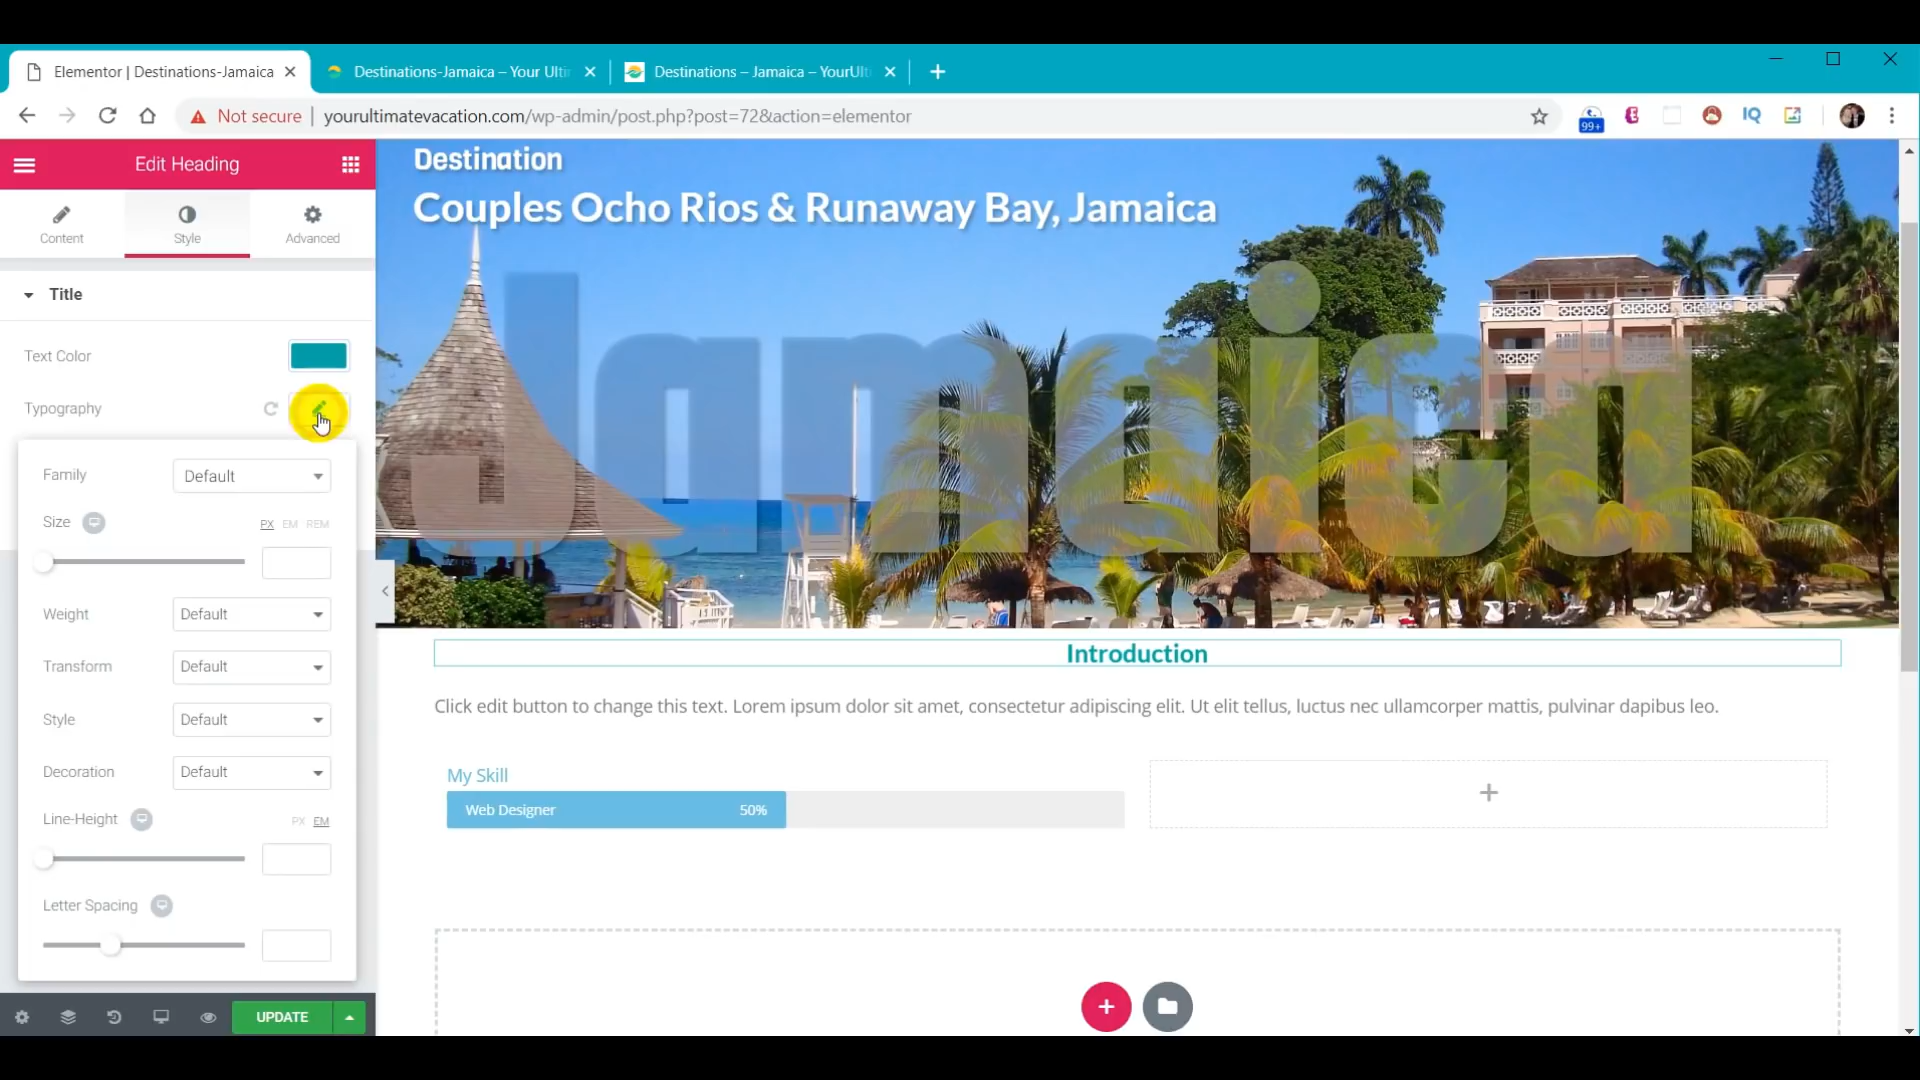 Elementor | Destinations-Jamaica
Destinations-Jamaica – Your Ulti
Destinations – Jamaica – YourUlt
Not secure
yourultimatevacation.com/wp-admin/post.php?post=72&action=elementor
99+
IQ
Edit Heading
Content
Style
Advanced
Title
Text Color
Typography
Family
Default
Size
PX EM REM
Weight
Default
Transform
Default
Style
Default
Decoration
Default
Line-Height
PX EM
Letter Spacing
UPDATE
Destination
Couples Ocho Rios & Runaway Bay, Jamaica
Jamaica
Introduction
Click edit button to change this text. Lorem ipsum dolor sit amet, consectetur adipiscing elit. Ut elit tellus, luctus nec ullamcorper mattis, pulvinar dapibus leo.
My Skill
Web Designer 50%